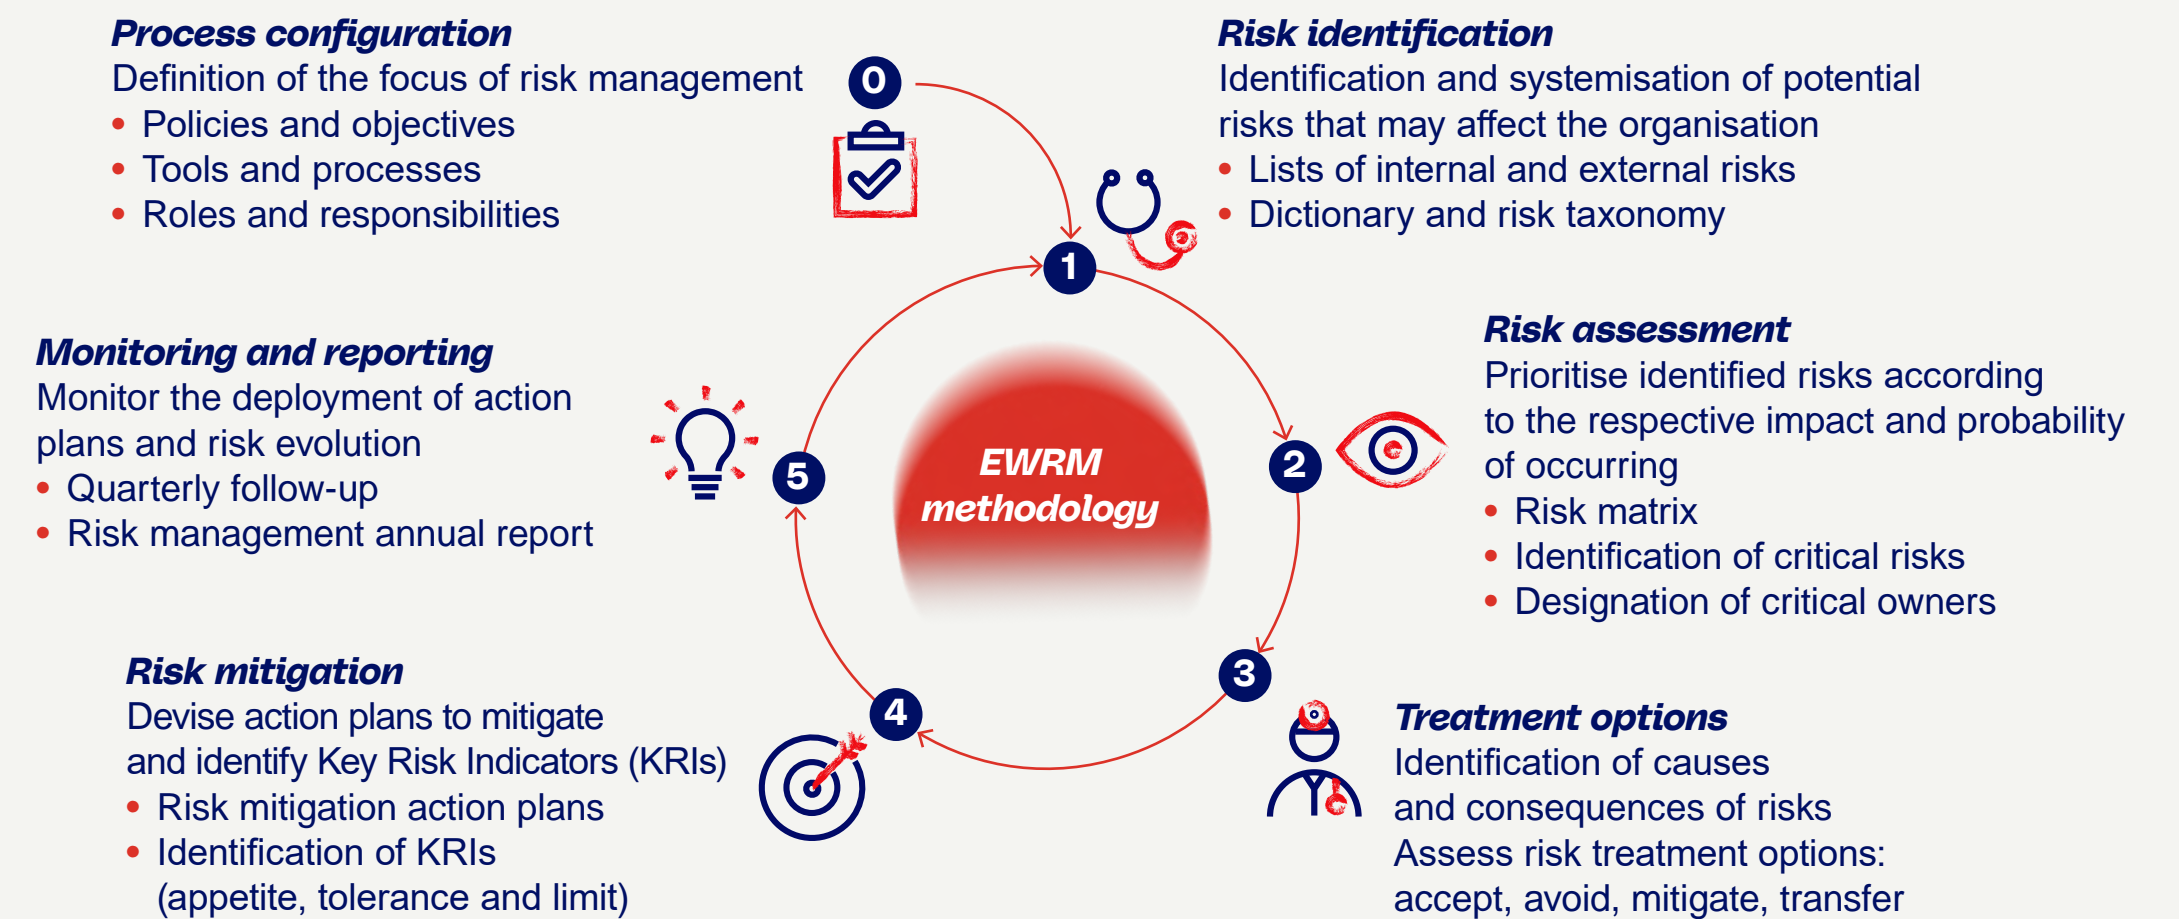 Process configuration
Definition of the focus of risk management
• Policies and objectives
• Tools and processes
• Roles and responsibilities
0
Risk identification
Identification and systemisation of potential
risks that may affect the organisation
• Lists of internal and external risks
• Dictionary and risk taxonomy
1
Risk assessment
Prioritise identified risks according
to the respective impact and probability
of occurring
• Risk matrix
• Identification of critical risks
• Designation of critical owners
2
Treatment options
Identification of causes
and consequences of risks
Assess risk treatment options:
accept, avoid, mitigate, transfer
3
Risk mitigation
Devise action plans to mitigate
and identify Key Risk Indicators (KRIs)
• Risk mitigation action plans
• Identification of KRIs
(appetite, tolerance and limit)
4
Monitoring and reporting
Monitor the deployment of action
plans and risk evolution
• Quarterly follow-up
• Risk management annual report
5
EWRM
methodology